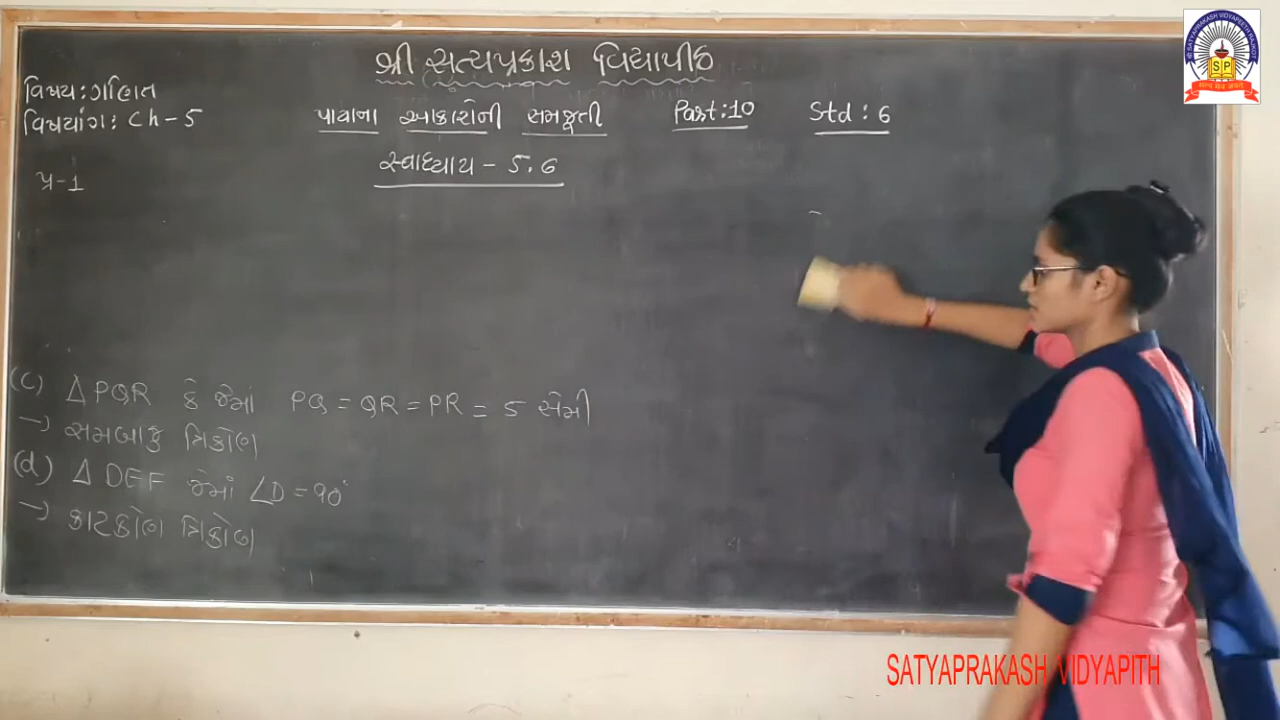 શ્રી સત્યપ્રકાશ વિદ્યાપીઠ
વિષય: ગણિત
વિષયાંગ: Ch-5
પાયાના આકારોની સમજૂતી Part:10 Std: 6
સ્વાધ્યાય - 5.6
પ્ર-1
(c) △ PQR કે જેમાં PQ = QR = PR = 5 સેમી
→ સમબાજુ ત્રિકોણ
(d) △ DEF જેમાં ∠D = 90°
→ કાટકોણ ત્રિકોણ
SP
SATYAPRAKASH VIDYAPITH